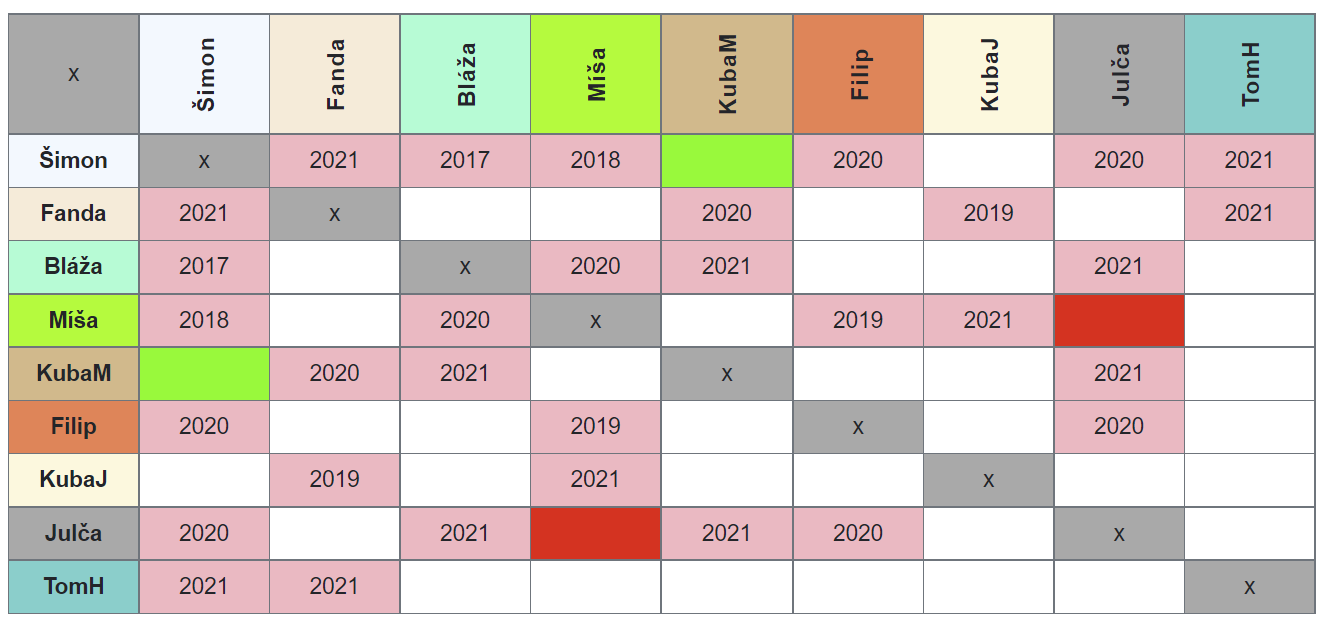 x Šimon Fanda Bláža Míša KubaM Filip KubaJ Julča TomH
Šimon x 2021 2017 2018 2020 2020 2021
Fanda 2021 x 2020 2019 2021
Bláža 2017 x 2020 2021 2021
Míša 2018 2020 x 2019 2021
KubaM 2020 2021 x 2021
Filip 2020 2019 x 2020
KubaJ 2019 2021 x
Julča 2020 2021 2021 2020 x
TomH 2021 2021 x